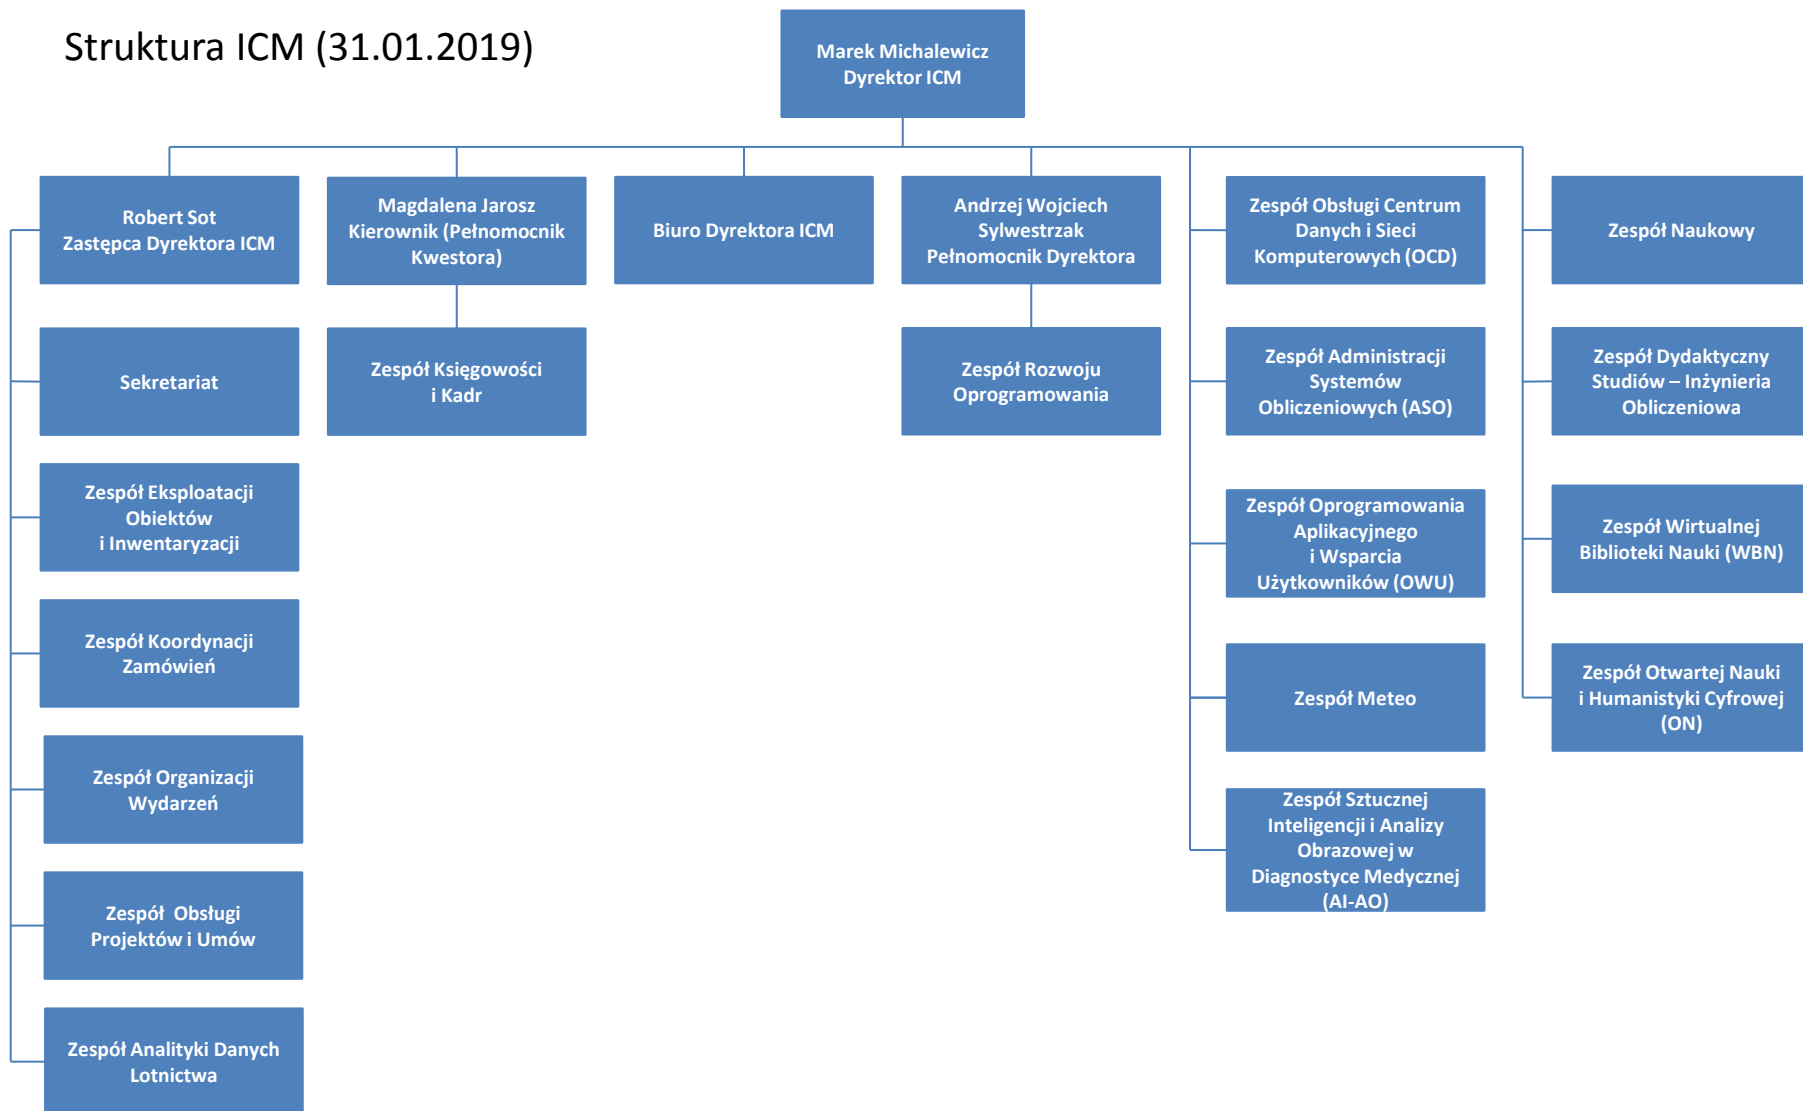 Struktura ICM (31.01.2019)
Marek Michalewicz
Dyrektor ICM
Robert Sot
Zastępca Dyrektora ICM
Magdalena Jarosz
Kierownik (Pełnomocnik
Kwestora)
Biuro Dyrektora ICM
Andrzej Wojciech
Sylwestrzak
Pełnomocnik Dyrektora
Zespół Obsługi Centrum
Danych i Sieci
Komputerowych (OCD)
Zespół Naukowy
Sekretariat
Zespół Księgowości
i Kadr
Zespół Rozwoju
Oprogramowania
Zespół Administracji
Systemów
Obliczeniowych (ASO)
Zespół Dydaktyczny
Studiów – Inżynieria
Obliczeniowa
Zespół Eksploatacji
Obiektów
i Inwentaryzacji
Zespół Oprogramowania
Aplikacyjnego
i Wsparcia
Użytkowników (OWU)
Zespół Wirtualnej
Biblioteki Nauki (WBN)
Zespół Koordynacji
Zamówień
Zespół Meteo
Zespół Otwartej Nauki
i Humanistyki Cyfrowej
(ON)
Zespół Organizacji
Wydarzeń
Zespół Sztucznej
Inteligencji i Analizy
Obrazowej w
Diagnostyce Medycznej
(AI-AO)
Zespół  Obsługi
Projektów i Umów
Zespół Analityki Danych
Lotnictwa